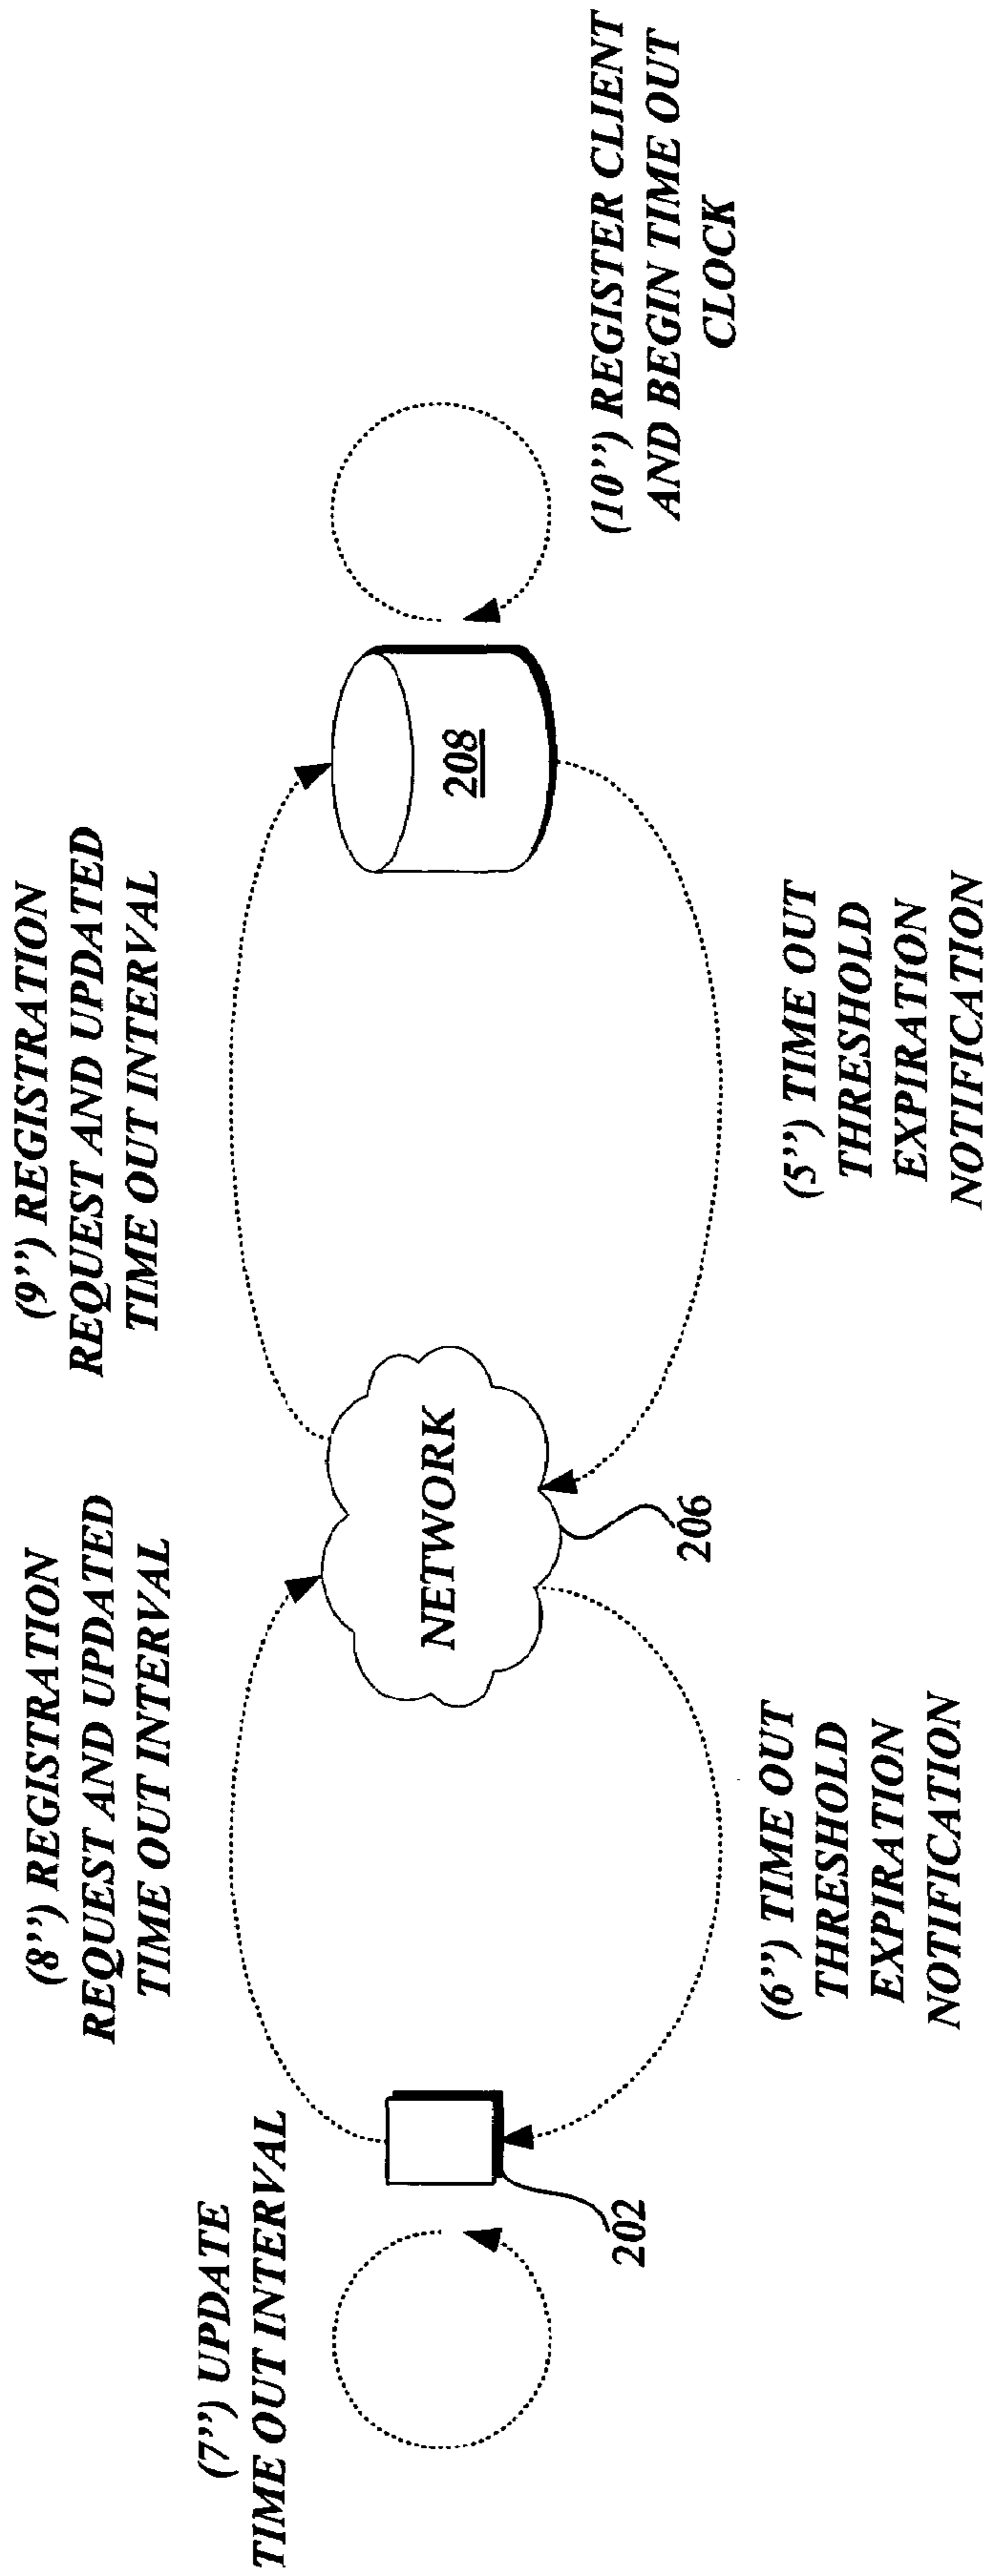 (7”) UPDATE
TIME OUT INTERVAL
(8”) REGISTRATION
REQUEST AND UPDATED
TIME OUT INTERVAL
(9”) REGISTRATION
REQUEST AND UPDATED
TIME OUT INTERVAL
202
NETWORK
206
208
(6”) TIME OUT
THRESHOLD
EXPIRATION
NOTIFICATION
(5”) TIME OUT
THRESHOLD
EXPIRATION
NOTIFICATION
(10”) REGISTER CLIENT
AND BEGIN TIME OUT
CLOCK